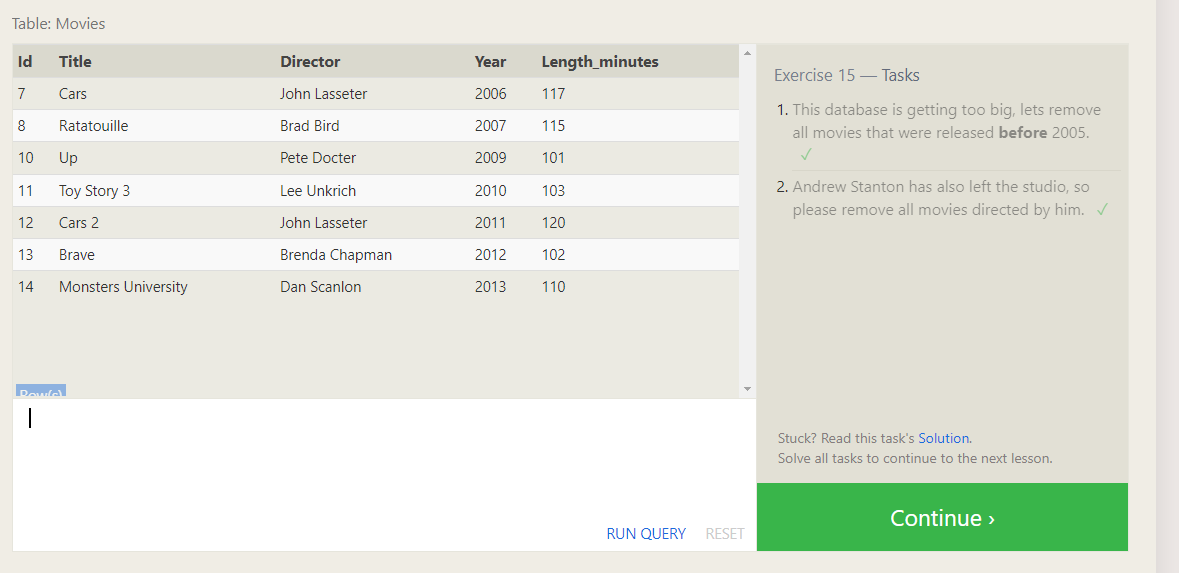 Table: Movies
Id Title Director Year Length_minutes
7 Cars John Lasseter 2006 117
8 Ratatouille Brad Bird 2007 115
10 Up Pete Docter 2009 101
11 Toy Story 3 Lee Unkrich 2010 103
12 Cars 2 John Lasseter 2011 120
13 Brave Brenda Chapman 2012 102
14 Monsters University Dan Scanlon 2013 110
Row(s)
RUN QUERY RESET
Exercise 15 — Tasks
1. This database is getting too big, lets remove
all movies that were released before 2005.
✓
2. Andrew Stanton has also left the studio, so
please remove all movies directed by him. ✓
Stuck? Read this task's Solution.
Solve all tasks to continue to the next lesson.
Continue ›